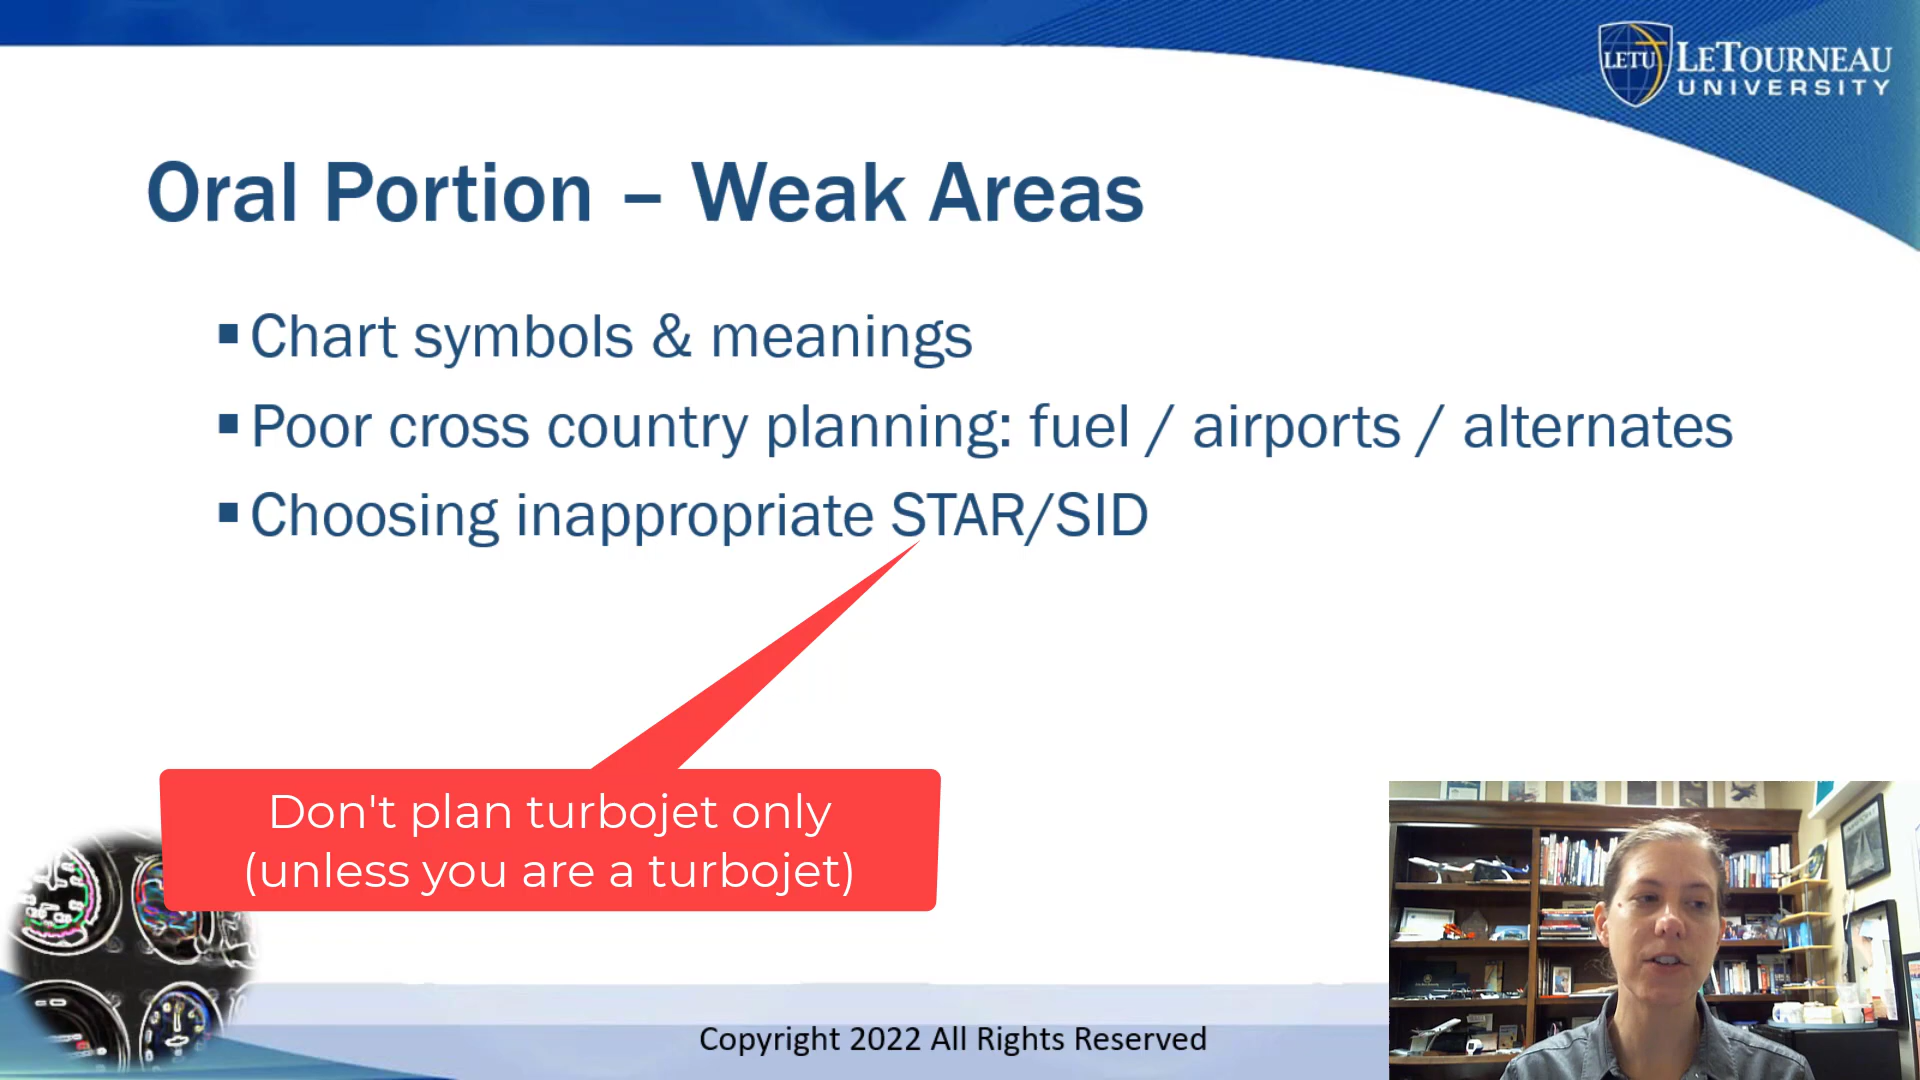 LETU
LETOURNEAU
UNIVERSITY
Oral Portion – Weak Areas
▪Chart symbols & meanings
▪Poor cross country planning: fuel / airports / alternates
▪Choosing inappropriate STAR/SID
Don't plan turbojet only
(unless you are a turbojet)
Copyright 2022 All Rights Reserved